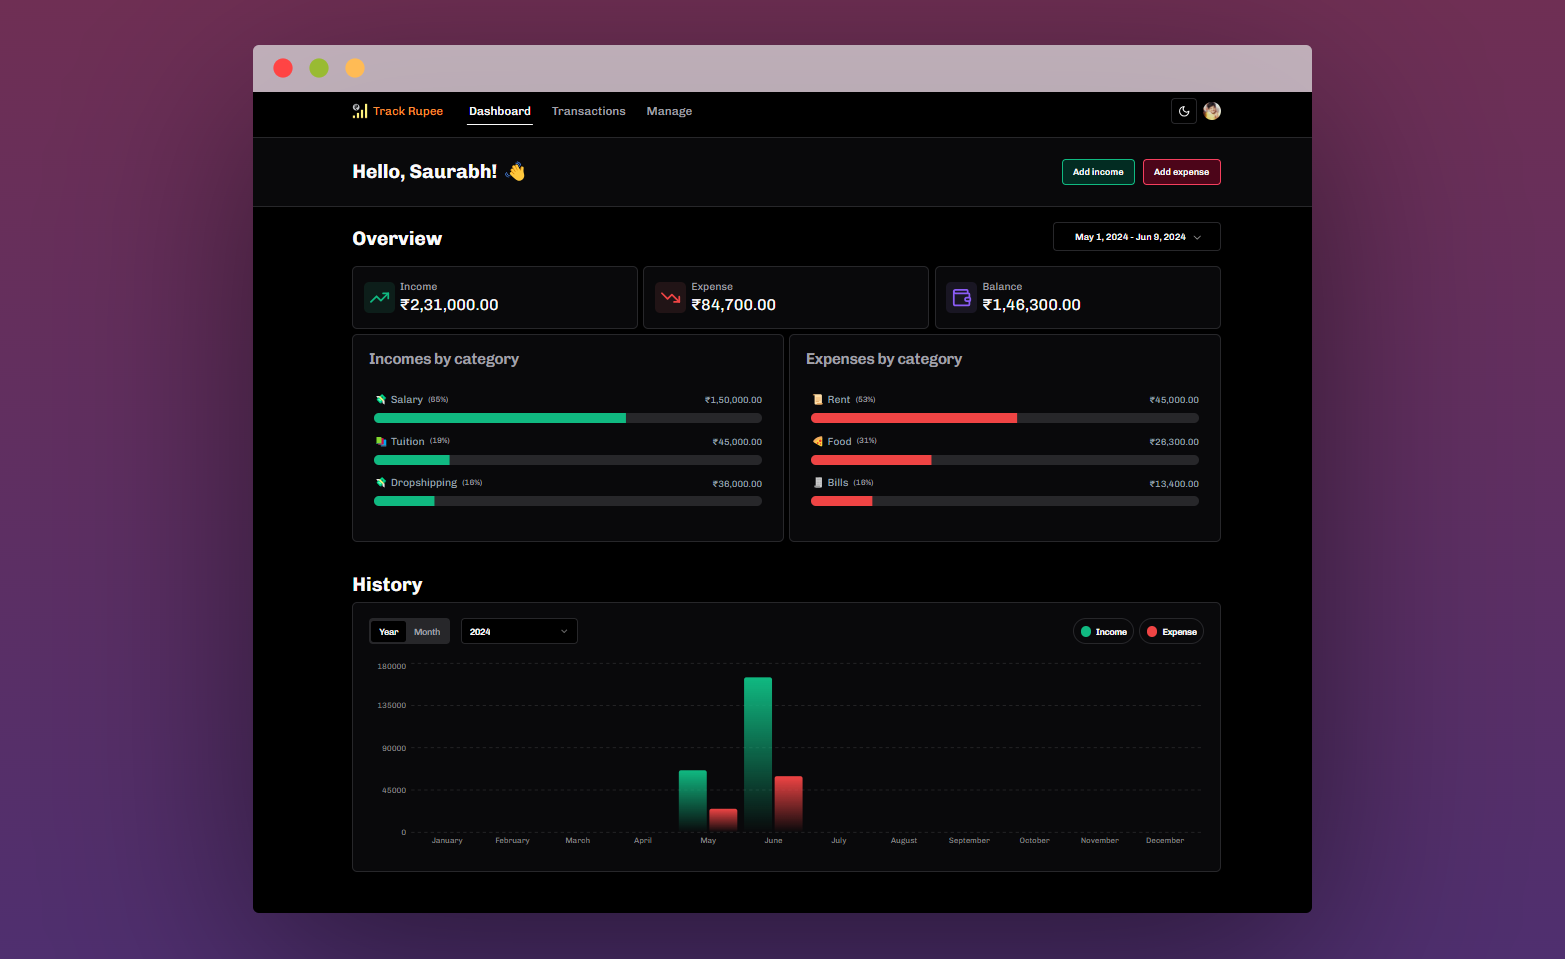 Track Rupee Dashboard Transactions Manage
Hello, Saurabh! 👋
Add income Add expense
Overview
May 1, 2024 - Jun 9, 2024
Income
₹2,31,000.00
Expense
₹84,700.00
Balance
₹1,46,300.00
Incomes by category
Salary (65%) ₹1,50,000.00
Tuition (19%) ₹45,000.00
Dropshipping (16%) ₹36,000.00
Expenses by category
Rent (53%) ₹45,000.00
Food (31%) ₹26,300.00
Bills (16%) ₹13,400.00
History
Year Month 2024
Income Expense
180000
135000
90000
45000
0
January February March April May June July August September October November December